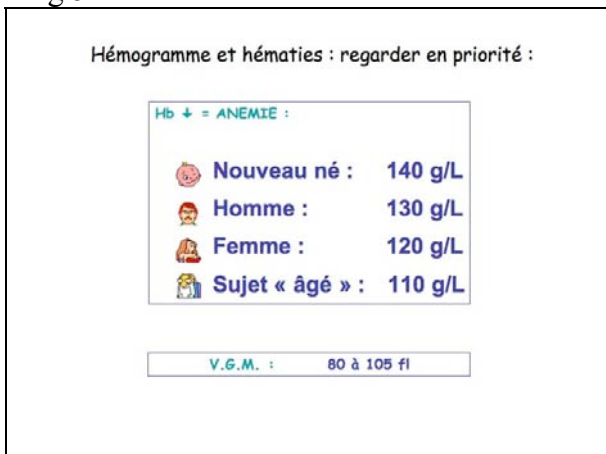 Hémogramme et hématies : regarder en priorité :
Hb ↓ = ANEMIE :
Nouveau né : 140 g/L
Homme : 130 g/L
Femme : 120 g/L
Sujet « âgé » : 110 g/L
V.G.M. : 80 à 105 fl